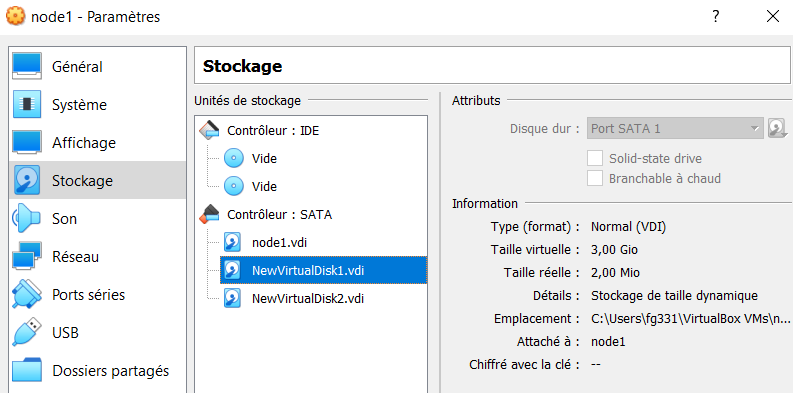 node1 - Paramètres
?
Général
Système
Affichage
Stockage
Son
Réseau
Ports séries
USB
Dossiers partagés
Stockage
Unités de stockage
Contrôleur : IDE
Vide
Vide
Contrôleur : SATA
node1.vdi
NewVirtualDisk1.vdi
NewVirtualDisk2.vdi
Attributs
Disque dur : Port SATA 1
Solid-state drive
Branchable à chaud
Information
Type (format) : Normal (VDI)
Taille virtuelle : 3,00 Gio
Taille réelle : 2,00 Mio
Détails : Stockage de taille dynamique
Emplacement : C:\Users\fg331\VirtualBox VMs\n...
Attaché à : node1
Chiffré avec la clé : --